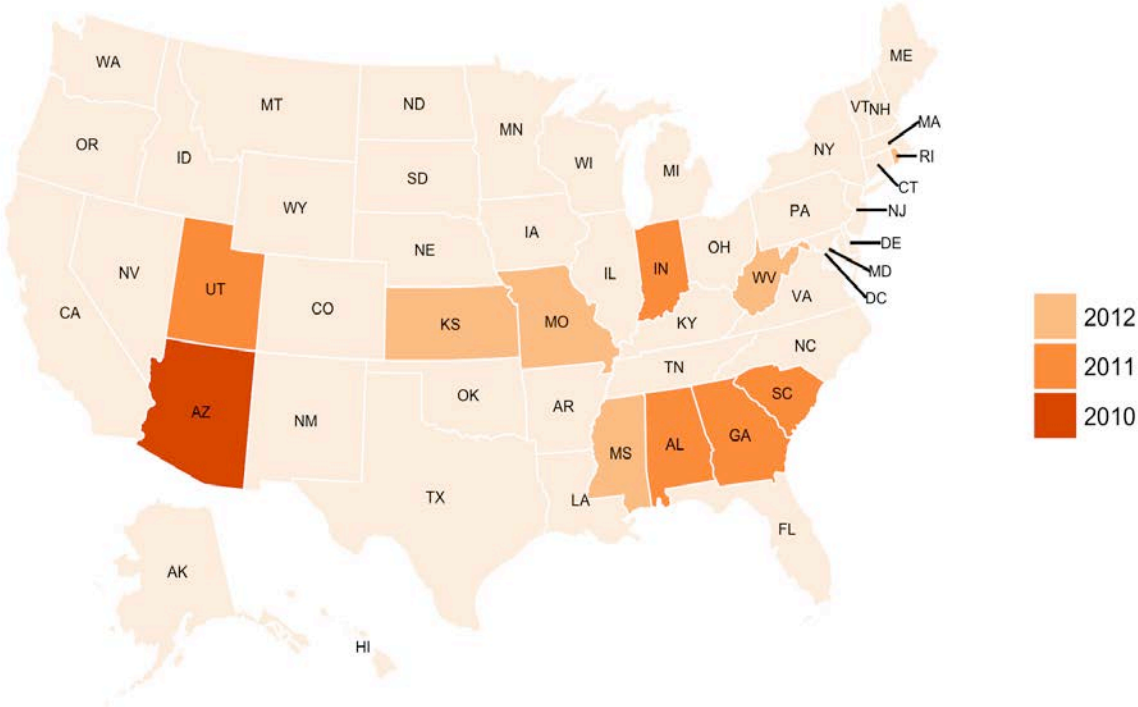 WA
MT
ND
MN
ME
VT
NH
MA
OR
ID
SD
WI
MI
NY
RI
CT
WY
PA
NJ
NE
IA
OH
DE
NV
UT
IL
IN
WV
MD
DC
CA
CO
KS
MO
KY
VA
NC
TN
AZ
NM
OK
AR
SC
MS
AL
GA
TX
LA
FL
AK
HI
2012
2011
2010